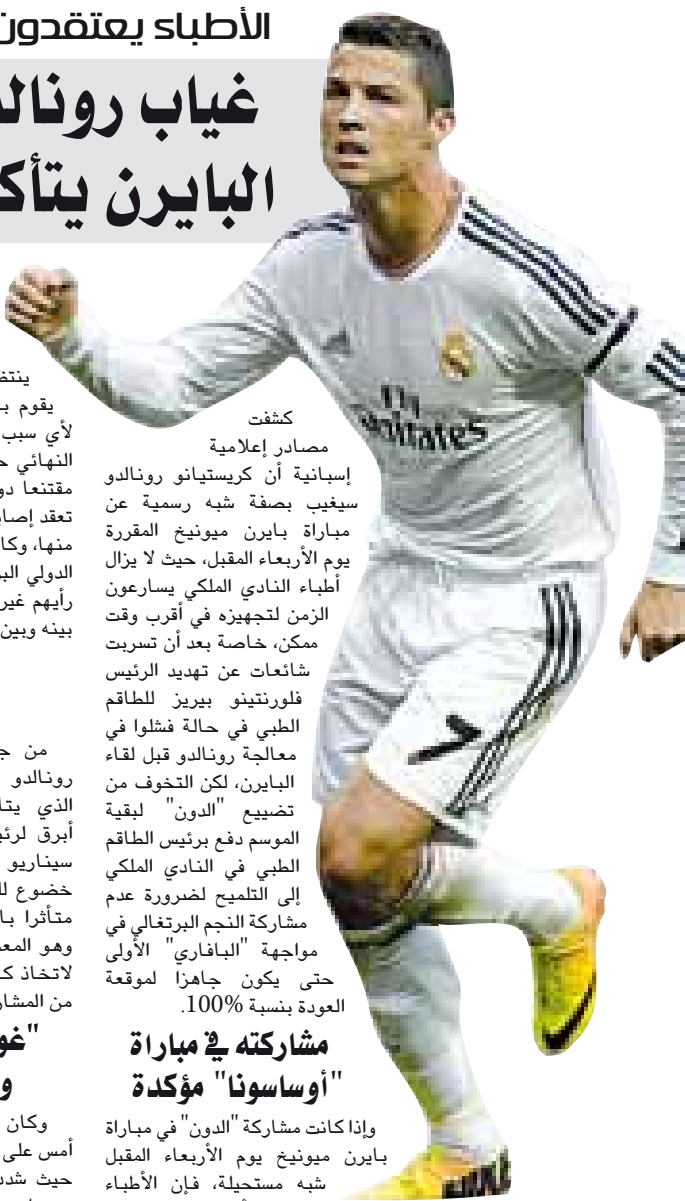 الأطباء يعتقدون
غياب
البايرن
كشفت
مصادر إعلامية
إسبانية أن كريستيانو رونالدو
سيغيب بصفة شبه رسمية عن
مباراة بايرن ميونيخ المقررة
يوم الأربعاء المقبل، حيث لا يزال
أطباء النادي الملكي يسارعون
الزمن لتجهيزه في أقرب وقت
ممكن، خاصة بعد أن تسربت
شائعات عن تهديد الرئيس
فلورنتينو بيريز للطاقم
الطبي في حالة فشلوا في
معالجة رونالدو قبل لقاء
البايرن، لكن التخوف من
تضييع "الدون" لبقية
الموسم دفع برئيس الطاقم
الطبي في النادي الملكي
إلى التلميح لضرورة عدم
مشاركة النجم البرتغالي في
مواجهة "البافاري" الأولى
حتى يكون جاهزا لموقعة
العودة بنسبة 100%.
مشاركته في مباراة
"أوساسونا" مؤكدة
وإذا كانت مشاركة "الدون" في مباراة
بايرن ميونيخ يوم الأربعاء المقبل
شبه مستحيلة، فإن الأطباء
يقوم
لأي سبب
النهائي
مقتنعا
تعقد
منها،
الدولي
رأيهم غير
بينه وبين
من
رونالدو
الذي
أبرق
سيناريو
خضوع
متأثرا
وهو
لاتخاذ
من
وكان
أمس على
حيث
Fly
Emirates
7